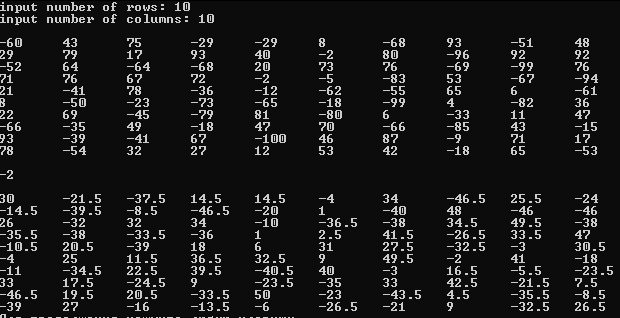 input number of rows: 10
input number of columns: 10
-60 43 75 -29 -29 8 -68 93 -51 48
29 79 17 93 40 -2 80 -96 92 92
-52 64 -64 -68 20 73 76 -69 -99 76
71 76 67 72 -2 -5 -83 53 -67 -94
21 -41 78 -36 -12 -62 -55 65 6 -61
8 -50 -23 -73 -65 -18 -99 4 -82 36
22 69 -45 -79 81 -80 6 -33 11 47
-66 -35 49 -18 47 70 -66 -85 43 -15
93 -39 -41 67 -100 46 87 -9 71 17
78 -54 32 27 12 53 42 -18 65 -53
-2
30 -21.5 -37.5 14.5 14.5 -4 34 -46.5 25.5 -24
-14.5 -39.5 -8.5 -46.5 -20 1 -40 48 -46 -46
26 -32 32 34 -10 -36.5 -38 34.5 49.5 -38
-35.5 -38 -33.5 -36 1 2.5 41.5 -26.5 33.5 47
-10.5 20.5 -39 18 6 31 27.5 -32.5 -3 30.5
-4 25 11.5 36.5 32.5 9 49.5 -2 41 -18
-11 -34.5 22.5 39.5 -40.5 40 -3 16.5 -5.5 -23.5
33 17.5 -24.5 9 -23.5 -35 33 42.5 -21.5 7.5
-46.5 19.5 20.5 -33.5 50 -23 -43.5 4.5 -35.5 -8.5
-39 27 -16 -13.5 -6 -26.5 -21 9 -32.5 26.5